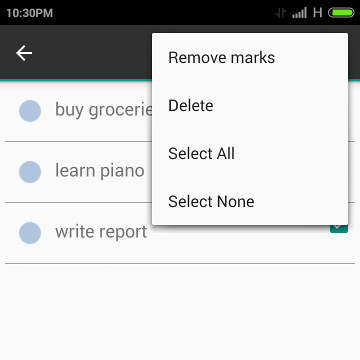 10:30PM
H
Remove marks
Delete
Select All
Select None
buy grocerie
learn piano
write report